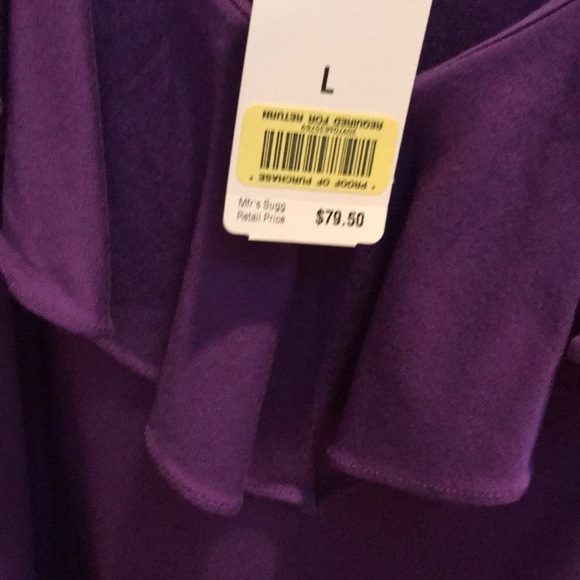 L
* PROOF OF PURCHASE *
REQUIRED FOR RETURN
Mfr's Sugg
Retail Price
$79.50